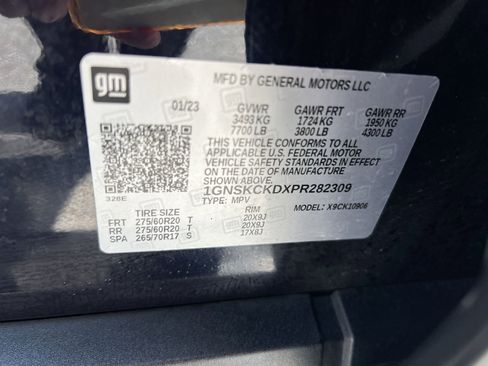 gm
MFD BY GENERAL MOTORS LLC
01/23 GVWR GAWR FRT GAWR RR
3493 KG 1724 KG 1950 KG
7700 LB 3800 LB 4300 LB
THIS VEHICLE CONFORMS TO ALL
APPLICABLE U.S. FEDERAL MOTOR
VEHICLE SAFETY STANDARDS IN EFFECT
ON THE DATE OF MANUFACTURE
SHOWN ABOVE.
1GNSKCKDXPR282309
328E TYPE: MPV MODEL: X9CK10906
TIRE SIZE RIM
FRT 275/60R20 T 20X9J
RR 275/60R20 T 20X9J
SPA 265/70R17 S 17X8J